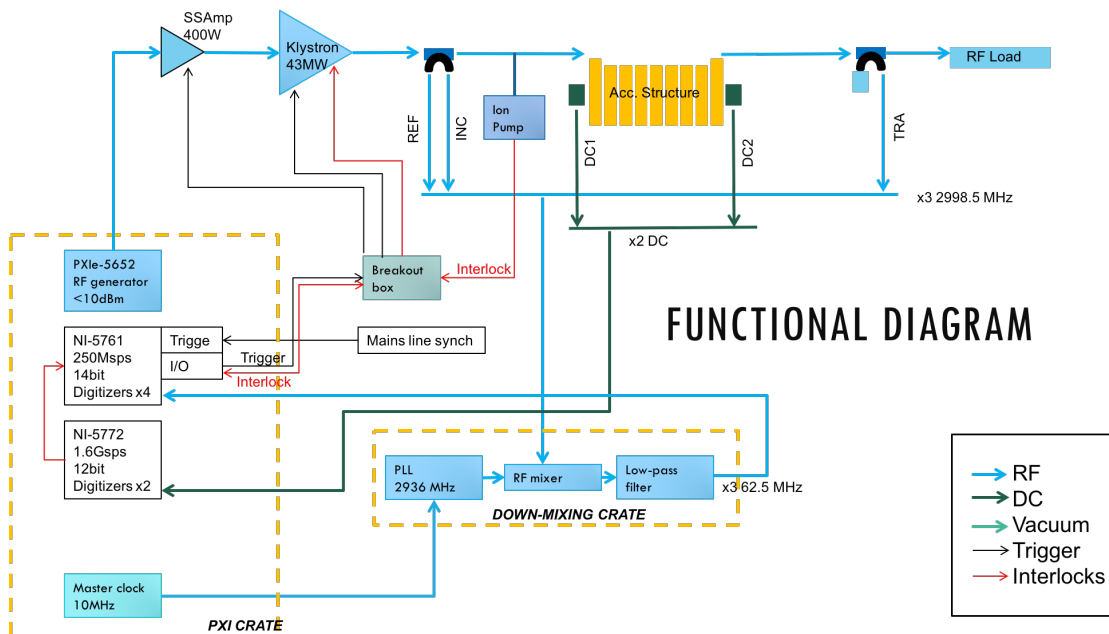 SSAmp
400W
Klystron
43MW
RF Load
Acc. Structure
Ion
Pump
REF
INC
DC1
DC2
TRA
x3 2998.5 MHz
x2 DC
PXIe-5652
RF generator
<10dBm
Breakout
box
Interlock
FUNCTIONAL DIAGRAM
NI-5761
250Msps
14bit
Digitizers x4
Trigge
I/O
Trigger
Interlock
Mains line synch
NI-5772
1.6Gsps
12bit
Digitizers x2
PLL
2936 MHz
RF mixer
Low-pass
filter
x3 62.5 MHz
DOWN-MIXING CRATE
Master clock
10MHz
PXI CRATE
RF
DC
Vacuum
Trigger
Interlocks